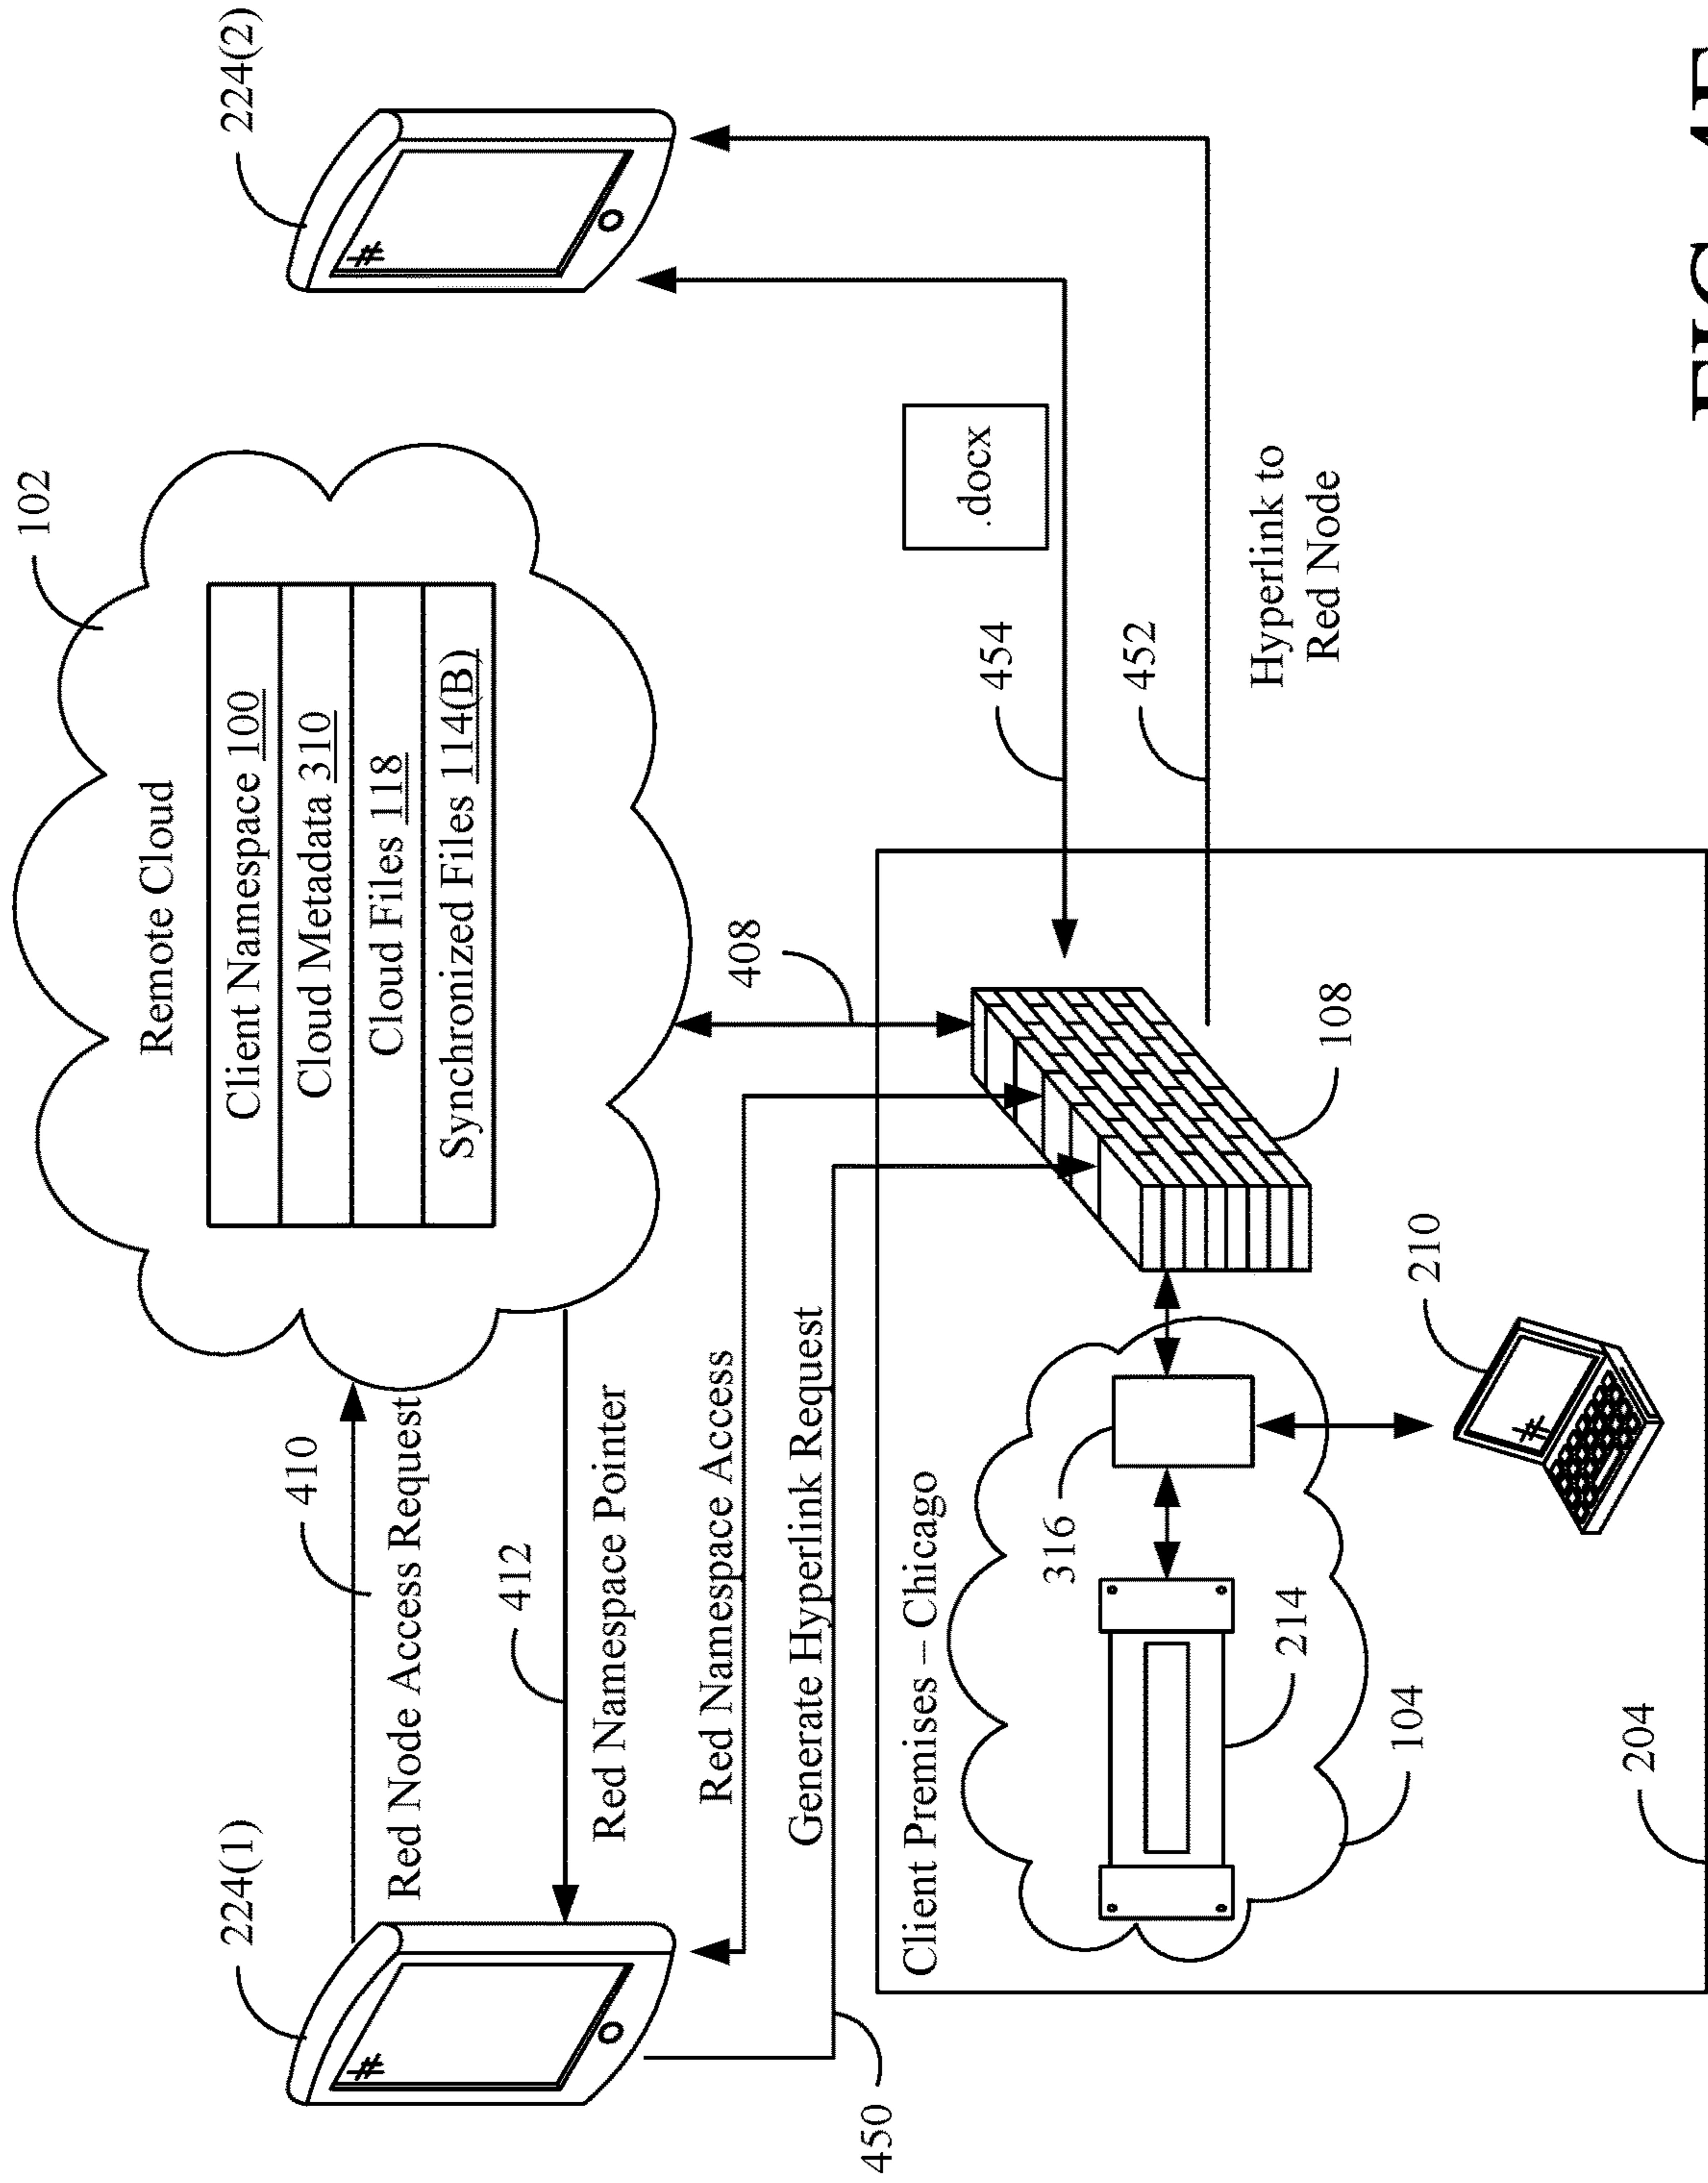 224(1)
410
Red Node Access Request
412
Red Namespace Pointer
Red Namespace Access
Generate Hyperlink Request
450
Remote Cloud
102
Client Namespace 100
Cloud Metadata 310
Cloud Files 118
Synchronized Files 114(B)
224(2)
408
.docx
454
452
Hyperlink to
Red Node
Client Premises – Chicago
316
214
104
108
210
204